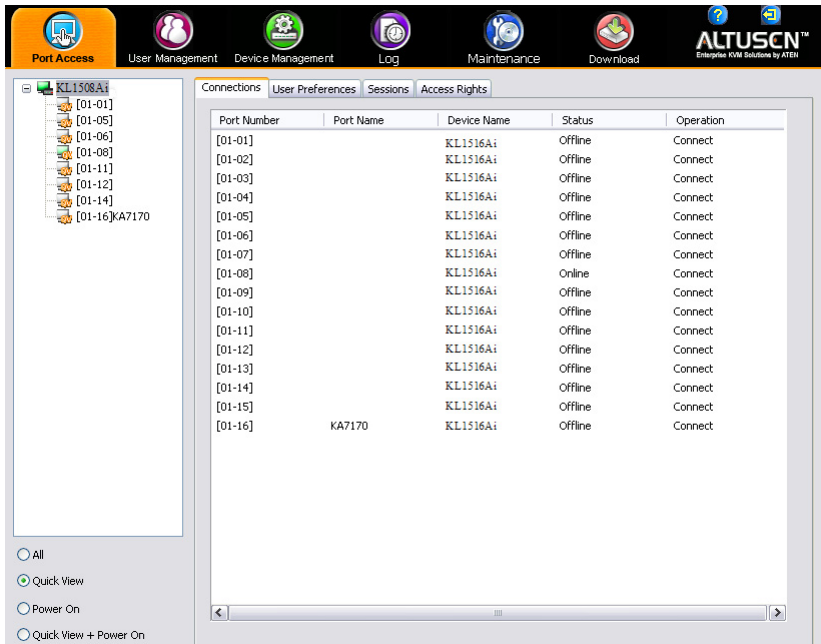 Port Access User Management Device Management Log Maintenance Download
ALTUSCN™
Enterprise KVM Solutions by ATEN
KL1508Ai
[01-01]
[01-05]
[01-06]
[01-08]
[01-11]
[01-12]
[01-14]
[01-16]KA7170
All
Quick View
Power On
Quick View + Power On
Connections User Preferences Sessions Access Rights
Port Number Port Name Device Name Status Operation
[01-01] KL1516Ai Offline Connect
[01-02] KL1516Ai Offline Connect
[01-03] KL1516Ai Offline Connect
[01-04] KL1516Ai Offline Connect
[01-05] KL1516Ai Offline Connect
[01-06] KL1516Ai Offline Connect
[01-07] KL1516Ai Offline Connect
[01-08] KL1516Ai Online Connect
[01-09] KL1516Ai Offline Connect
[01-10] KL1516Ai Offline Connect
[01-11] KL1516Ai Offline Connect
[01-12] KL1516Ai Offline Connect
[01-13] KL1516Ai Offline Connect
[01-14] KL1516Ai Offline Connect
[01-15] KL1516Ai Offline Connect
[01-16] KA7170 KL1516Ai Offline Connect